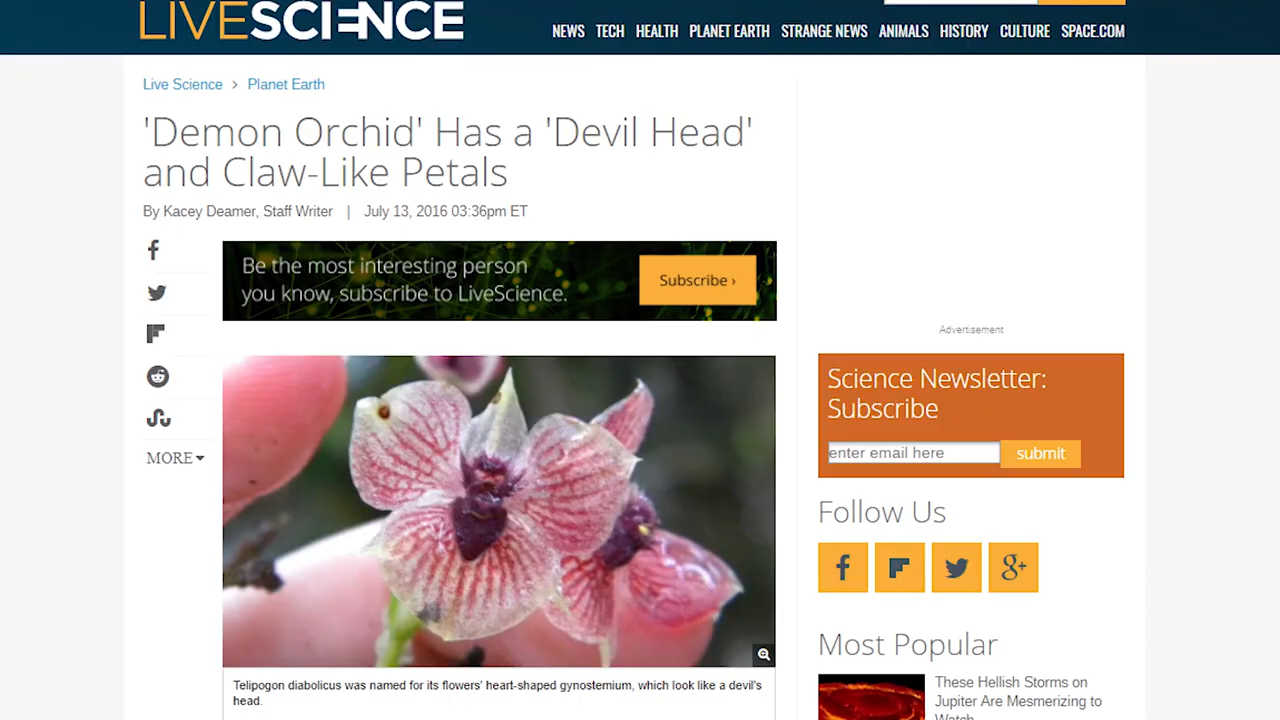 LIVESCIENCE
NEWS TECH HEALTH PLANET EARTH STRANGE NEWS ANIMALS HISTORY CULTURE SPACE.COM
Live Science > Planet Earth
'Demon Orchid' Has a 'Devil Head'
and Claw-Like Petals
By Kacey Deamer, Staff Writer | July 13, 2016 03:36pm ET
Be the most interesting person
you know, subscribe to LiveScience.
Subscribe ›
MORE
Telipogon diabolicus was named for its flowers' heart-shaped gynostemium, which look like a devil's
head.
Advertisement
Science Newsletter:
Subscribe
enter email here
submit
Follow Us
Most Popular
These Hellish Storms on
Jupiter Are Mesmerizing to
Watch